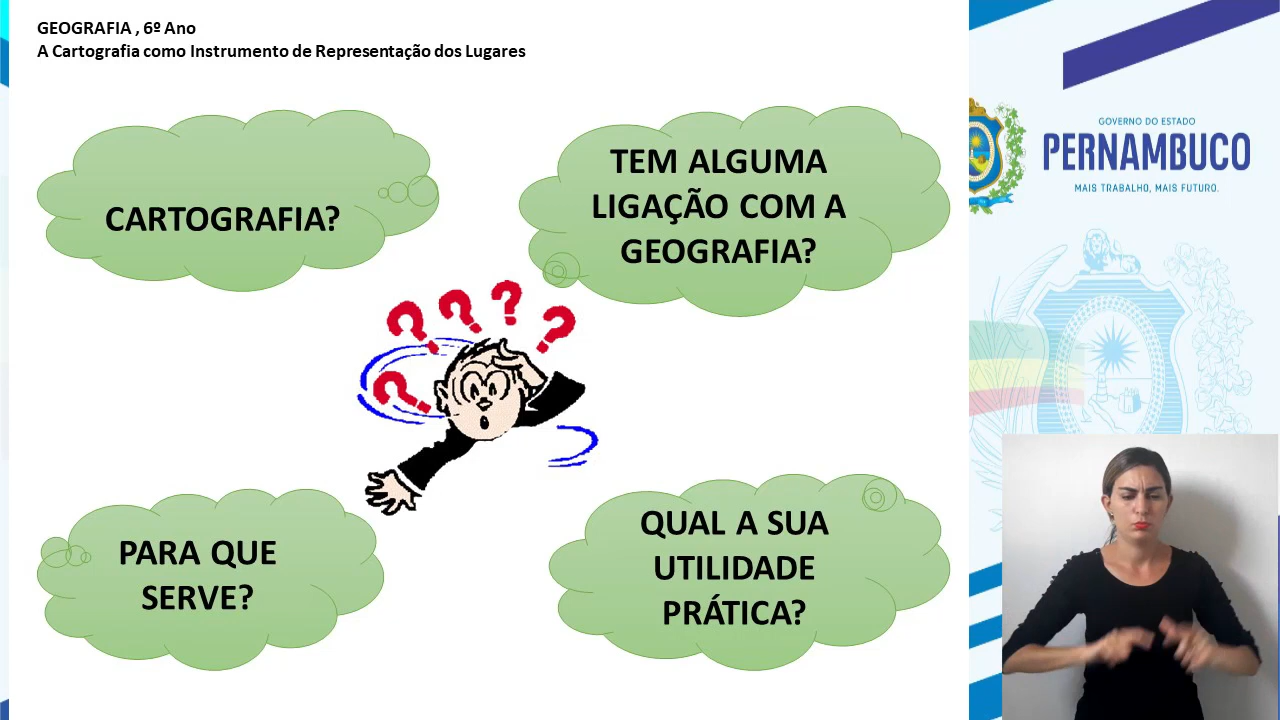 GEOGRAFIA , 6º Ano
A Cartografia como Instrumento de Representação dos Lugares
CARTOGRAFIA?
TEM ALGUMA
LIGAÇÃO COM A
GEOGRAFIA?
? ? ? ? ?
PARA QUE
SERVE?
QUAL A SUA
UTILIDADE
PRÁTICA?
GOVERNO DO ESTADO
PERNAMBUCO
MAIS TRABALHO, MAIS FUTURO.